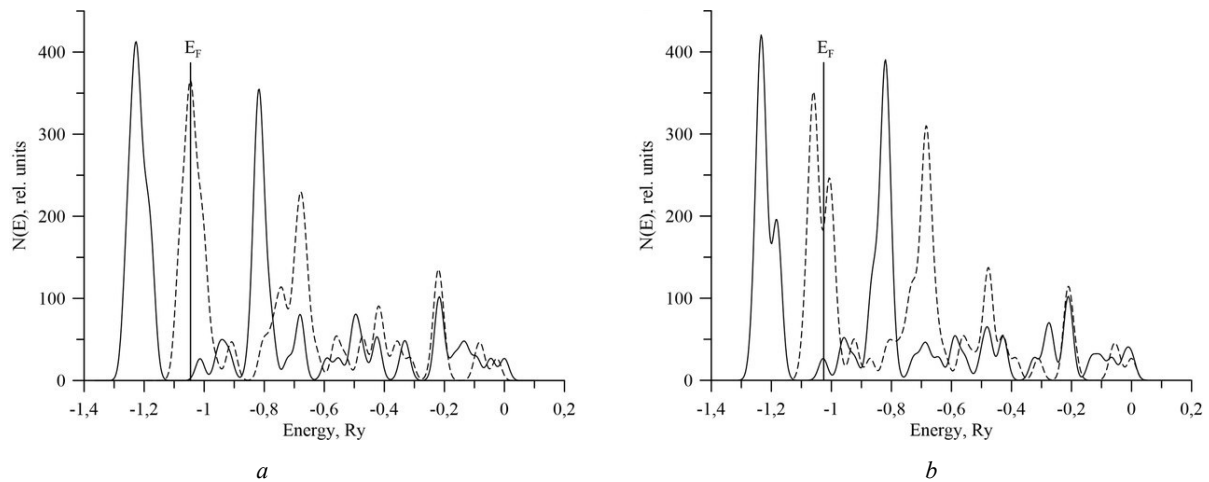 400
300
200
100
0
N(E), rel. units
E_F
-1,4 -1,2 -1 -0,8 -0,6 -0,4 -0,2 0 0,2
Energy, Ry
a
400
300
200
100
0
N(E), rel. units
E_F
-1,4 -1,2 -1 -0,8 -0,6 -0,4 -0,2 0 0,2
Energy, Ry
b